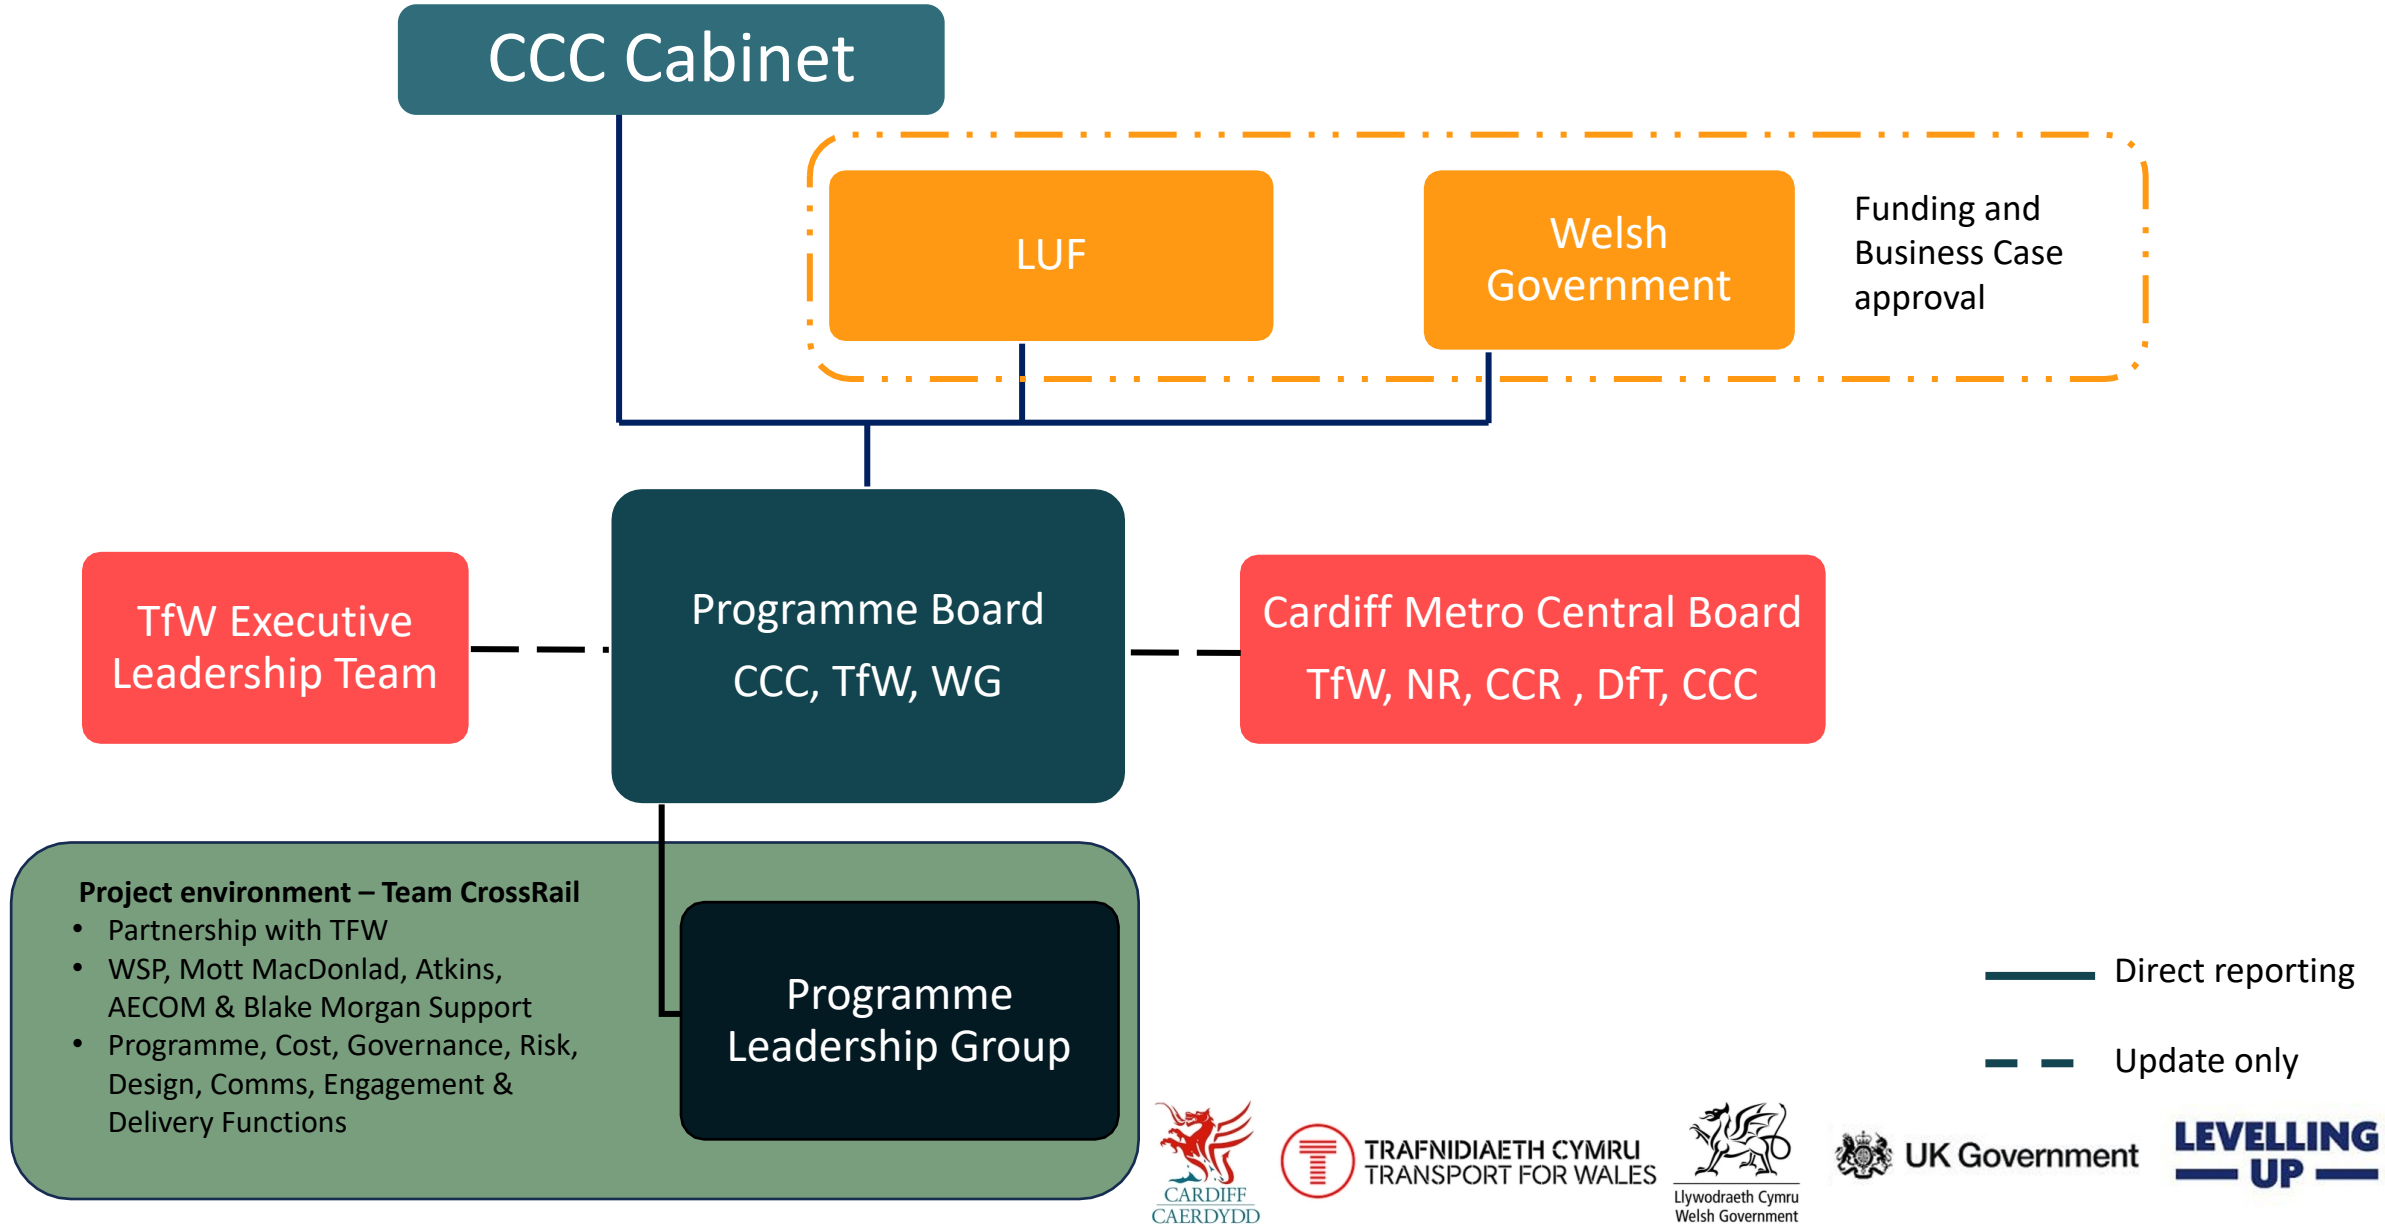 CCC Cabinet
LUF
Welsh
Government
Funding and
Business Case
approval
TfW Executive
Leadership Team
Programme Board
CCC, TfW, WG
Cardiff Metro Central Board
TfW, NR, CCR , DfT, CCC
Project environment – Team CrossRail
• Partnership with TFW
• WSP, Mott MacDonlad, Atkins,
AECOM & Blake Morgan Support
• Programme, Cost, Governance, Risk,
Design, Comms, Engagement &
Delivery Functions
Programme
Leadership Group
Direct reporting
Update only
CARDIFF
CAERDYDD
TRAFNIDIAETH CYMRU
TRANSPORT FOR WALES
Llywodraeth Cymru
Welsh Government
UK Government
LEVELLING
UP